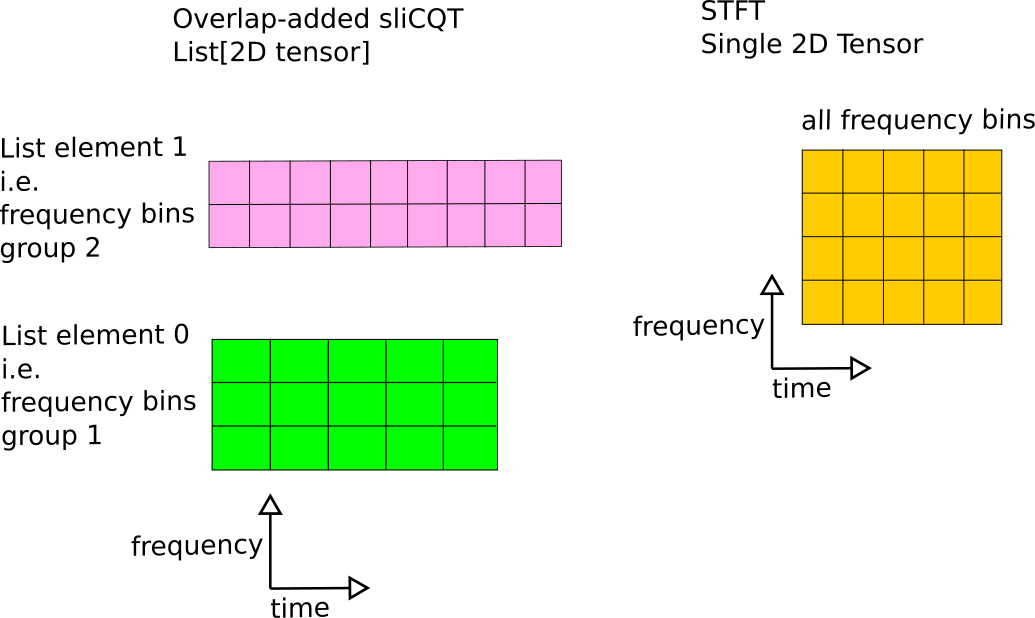 Overlap-added sliCQT
List[2D tensor]
List element 1
i.e.
frequency bins
group 2
List element 0
i.e.
frequency bins
group 1
frequency
time
STFT
Single 2D Tensor
all frequency bins
frequency
time